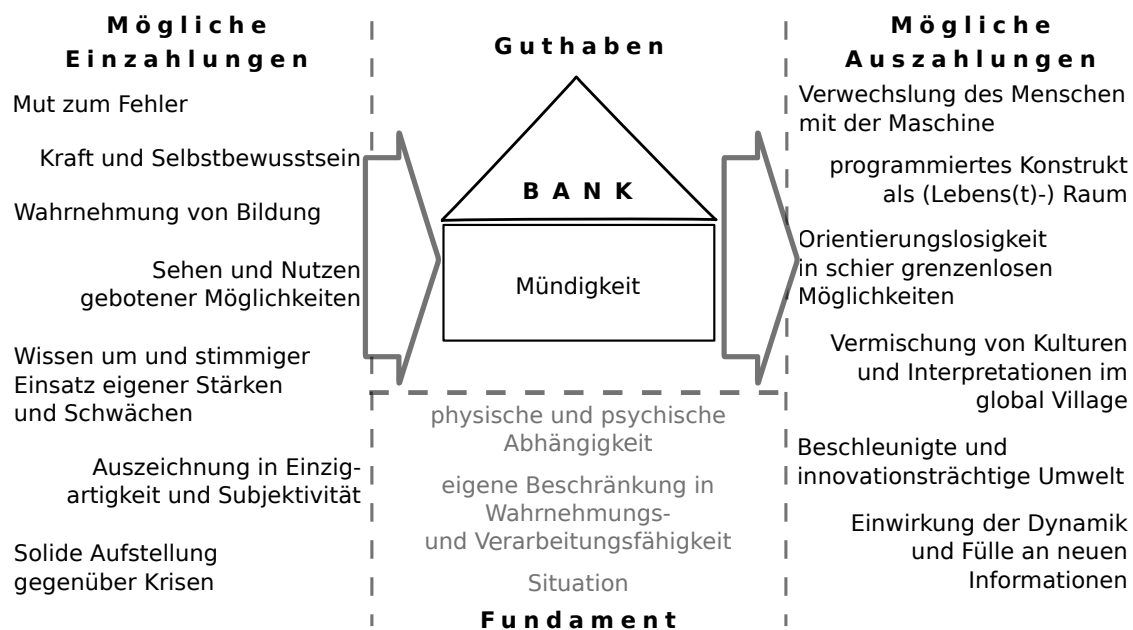 Mögliche
Einzahlungen
Mut zum Fehler
Kraft und Selbstbewusstsein
Wahrnehmung von Bildung
Sehen und Nutzen
gebotener Möglichkeiten
Wissen um und stimmiger
Einsatz eigener Stärken
und Schwächen
Auszeichnung in Einzig-
artigkeit und Subjektivität
Solide Aufstellung
gegenüber Krisen
Guthaben
BANK
Mündigkeit
physische und psychische
Abhängigkeit
eigene Beschränkung in
Wahrnehmungs-
und Verarbeitungsfähigkeit
Situation
Fundament
Mögliche
Auszahlungen
Verwechslung des Menschen
mit der Maschine
programmiertes Konstrukt
als (Lebens(t)-) Raum
Orientierungslosigkeit
in schier grenzenlosen
Möglichkeiten
Vermischung von Kulturen
und Interpretationen im
global Village
Beschleunigte und
innovationsträchtige Umwelt
Einwirkung der Dynamik
und Fülle an neuen
Informationen